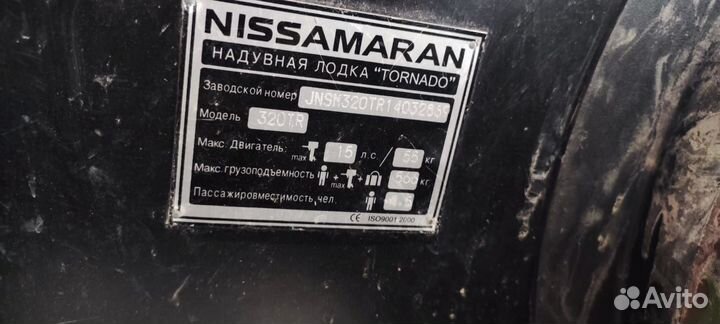 NISSAMARAN
НАДУВНАЯ ЛОДКА "TORNADO"
Заводской номер
Модель 320TR
Макс. Двигатель: max 15 л.с. / 55 кг
Макс. грузоподъемность max кг
Пассажировместимость, чел.
CE ISO9001:2000
Avito